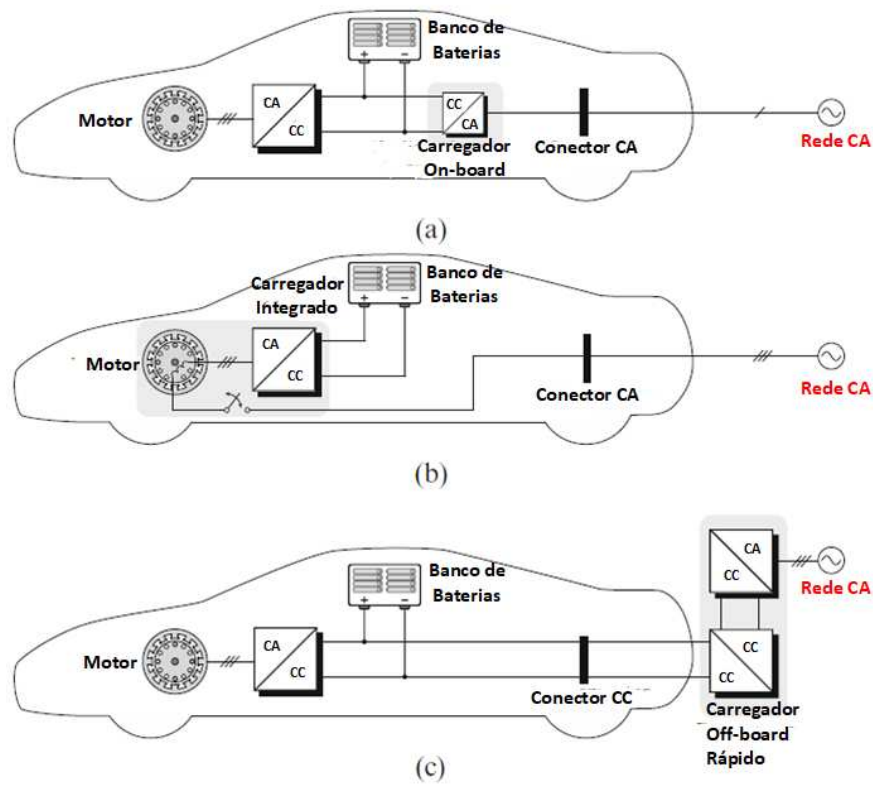 Banco de
Baterias
+ −
CA
CC
CC
CA
Motor
Carregador
On-board
Conector CA
Rede CA
(a)
Carregador
Integrado
Banco de
Baterias
+ −
CA
CC
Motor
Conector CA
Rede CA
(b)
CA
CC
Rede CA
Banco de
Baterias
+ −
CA
CC
CC
CC
Motor
Conector CC
Carregador
Off-board
Rápido
(c)